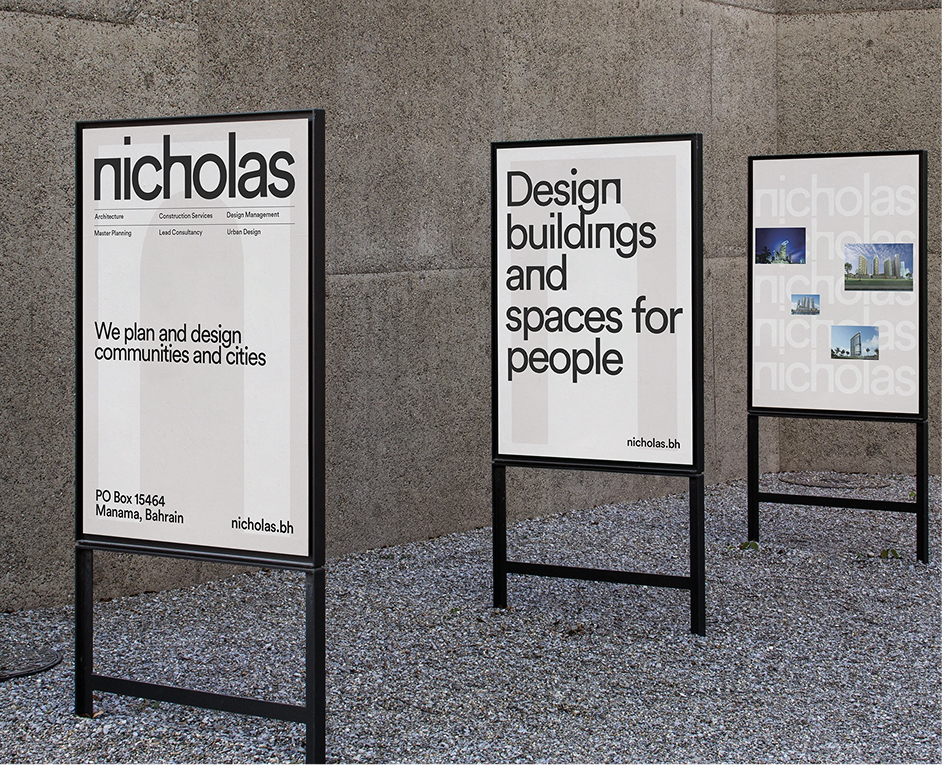 nicholas
Architecture Construction Services Design Management
Master Planning Lead Consultancy Urban Design
We plan and design
communities and cities
PO Box 15464
Manama, Bahrain
nicholas.bh
Design
buildings
and
spaces for
people
nicholas.bh
nicholas
nicholas
nicholas
nicholas
nicholas